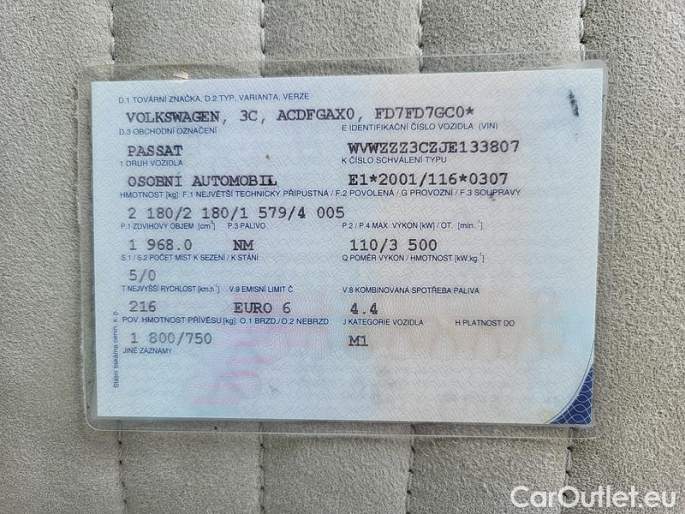 D.1 TOVÁRNÍ ZNAČKA, D.2 TYP, VARIANTA, VERZE
VOLKSWAGEN, 3C, ACDFGAX0, FD7FD7GC0*
D.3 OBCHODNÍ OZNAČENÍ E IDENTIFIKAČNÍ ČÍSLO VOZIDLA (VIN)
PASSAT WVWZZZ3CZJE133807
1 DRUH VOZIDLA K ČÍSLO SCHVÁLENÍ TYPU
OSOBNÍ AUTOMOBIL E1*2001/116*0307
HMOTNOST [kg]: F.1 NEJVĚTŠÍ TECHNICKY PŘÍPUSTNÁ / F.2 POVOLENÁ / G PROVOZNÍ / F.3 SOUPRAVY
2 180/2 180/1 579/4 005
P.1 ZDVIHOVÝ OBJEM [cm³] P.3 PALIVO P.2 / P.4 MAX. VÝKON [kW] / OT. [min.⁻¹]
1 968.0 NM 110/3 500
S.1 / S.2 POČET MÍST K SEZENÍ / K STÁNÍ Q POMĚR VÝKON / HMOTNOST [kW.kg⁻¹]
5/0
T NEJVYŠŠÍ RYCHLOST [km.h⁻¹] V.9 EMISNÍ LIMIT Č V.8 KOMBINOVANÁ SPOTŘEBA PALIVA
216 EURO 6 4.4
POV. HMOTNOST PŘÍVĚSU [kg]: O.1 BRZD./ O.2 NEBRZD. J KATEGORIE VOZIDLA H PLATNOST DO
1 800/750 M1
JINÉ ZÁZNAMY
CarOutlet.eu